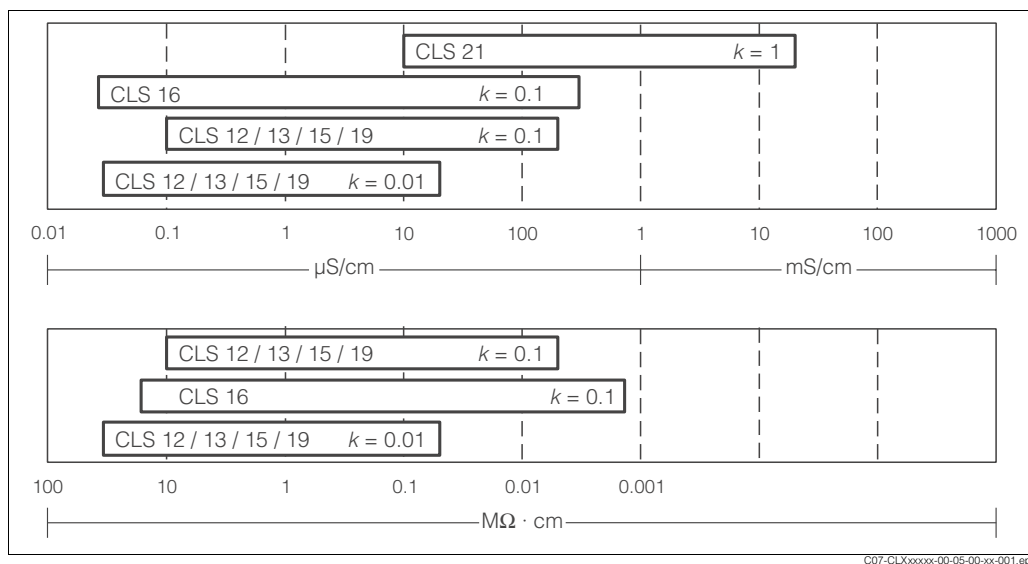 CLS 21 k = 1
CLS 16 k = 0.1
CLS 12 / 13 / 15 / 19 k = 0.1
CLS 12 / 13 / 15 / 19 k = 0.01
0.01 0.1 1 10 100 1 10 100 1000
µS/cm mS/cm
CLS 12 / 13 / 15 / 19 k = 0.1
CLS 16 k = 0.1
CLS 12 / 13 / 15 / 19 k = 0.01
100 10 1 0.1 0.01 0.001
MΩ · cm
C07-CLXxxxxx-00-05-00-xx-001.ep